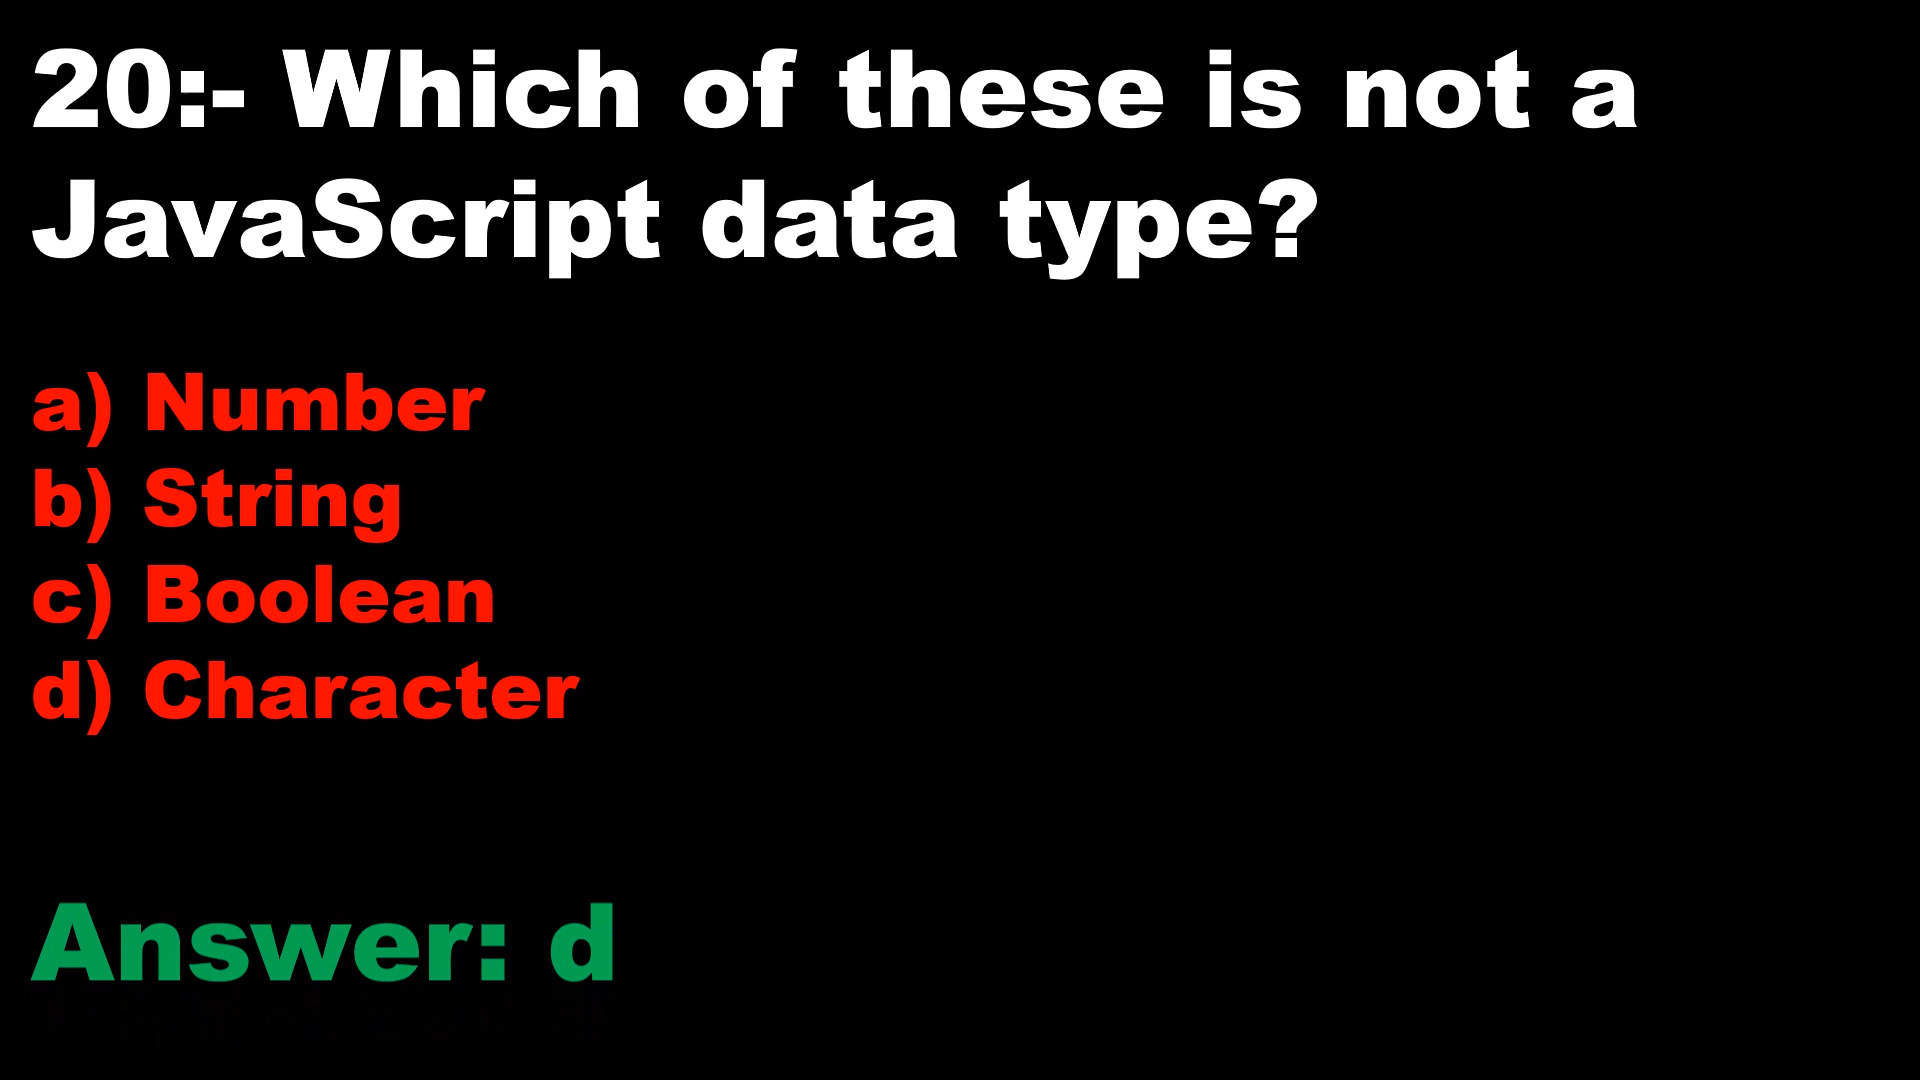 20:- Which of these is not a
JavaScript data type?
a) Number
b) String
c) Boolean
d) Character
Answer: d